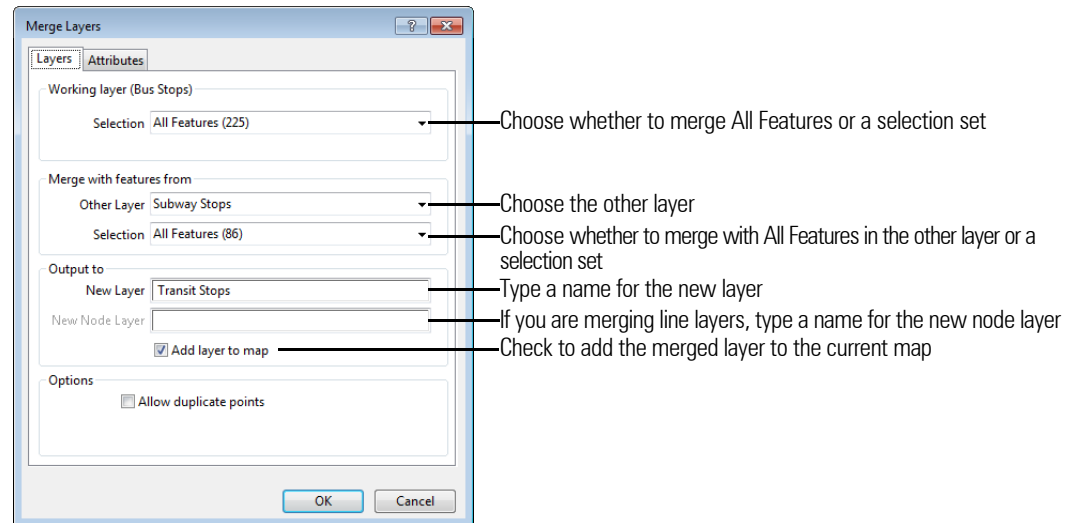 Merge Layers
Layers Attributes
Working layer (Bus Stops)
Selection All Features (225)
Choose whether to merge All Features or a selection set
Merge with features from
Other Layer Subway Stops
Choose the other layer
Selection All Features (86)
Choose whether to merge with All Features in the other layer or a
selection set
Output to
New Layer Transit Stops
Type a name for the new layer
New Node Layer
If you are merging line layers, type a name for the new node layer
Add layer to map
Check to add the merged layer to the current map
Options
Allow duplicate points
OK Cancel